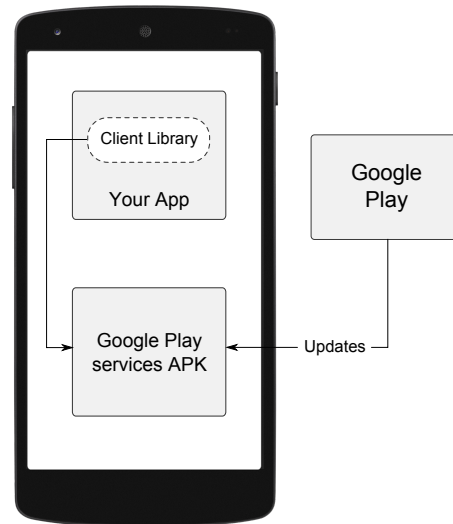 Client Library
Your App
Google
Play
Google Play
services APK
Updates